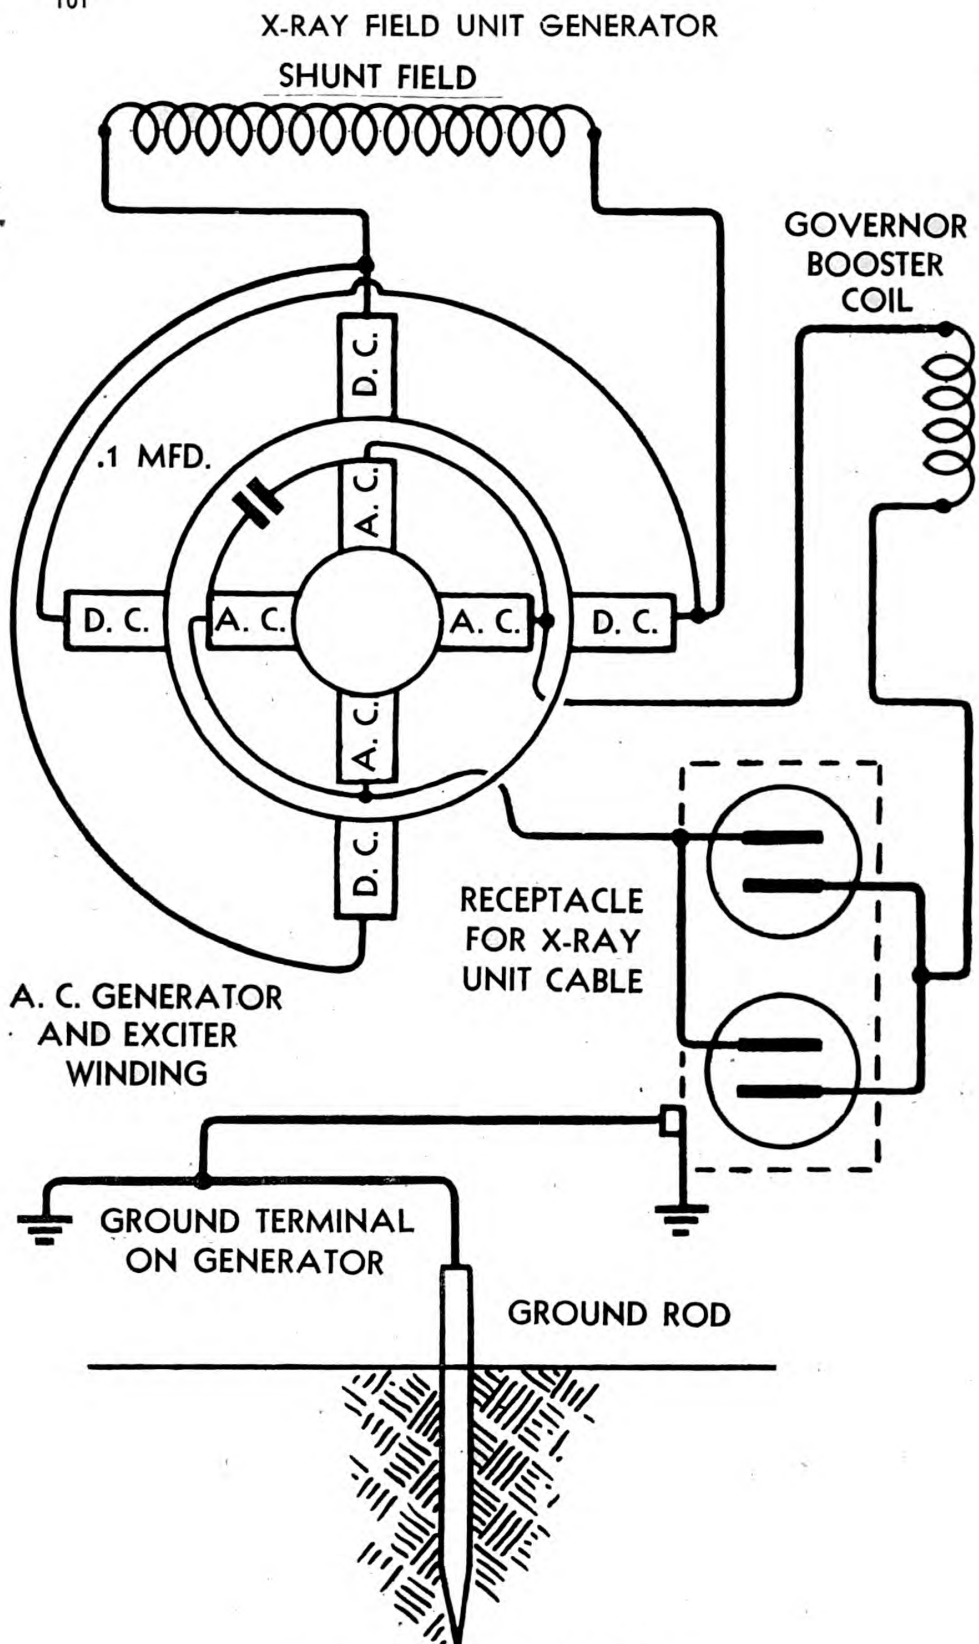 X-RAY FIELD UNIT GENERATOR
SHUNT FIELD
GOVERNOR
BOOSTER
COIL
D. C.
.1 MFD.
A. C.
D. C.
A. C.
A. C.
D. C.
A. C.
D. C.
RECEPTACLE
FOR X-RAY
UNIT CABLE
A. C. GENERATOR
AND EXCITER
WINDING
GROUND TERMINAL
ON GENERATOR
GROUND ROD